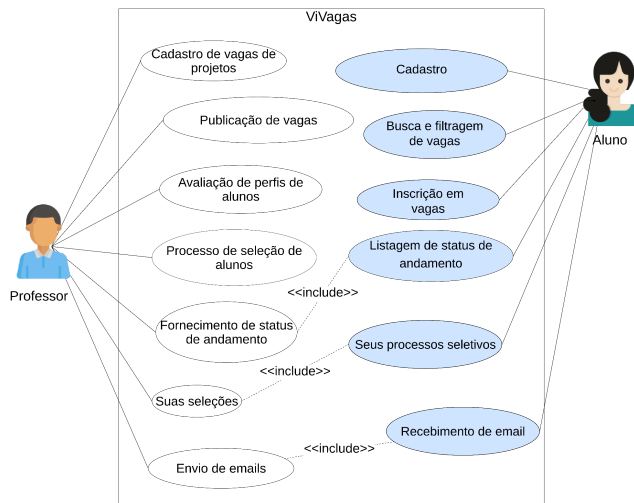 ViVagas
Cadastro de vagas de
projetos
Cadastro
Publicação de vagas
Busca e filtragem
de vagas
Aluno
Avaliação de perfis de
alunos
Inscrição em
vagas
Processo de seleção de
alunos
Listagem de status de
andamento
Professor
<<include>>
Fornecimento de status
de andamento
Seus processos seletivos
<<include>>
Suas seleções
Recebimento de email
<<include>>
Envio de emails